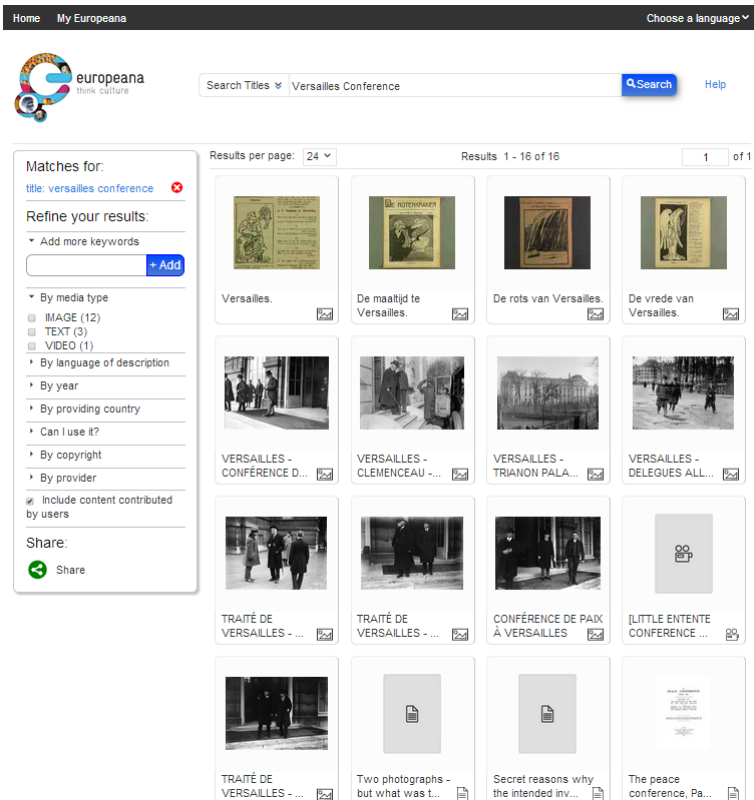 Home My Europeana Choose a language
europeana
think culture
Search Titles Versailles Conference Search Help
Matches for:
title: versailles conference
Refine your results:
Add more keywords
+ Add
By media type
IMAGE (12)
TEXT (3)
VIDEO (1)
By language of description
By year
By providing country
Can I use it?
By copyright
By provider
Include content contributed
by users
Share:
Share
Results per page: 24 Results 1 - 16 of 16 1 of 1
Versailles.
De maaltijd te
Versailles.
De rots van Versailles.
De vrede van
Versailles.
VERSAILLES -
CONFÉRENCE D...
VERSAILLES -
CLEMENCEAU -...
VERSAILLES -
TRIANON PALA...
VERSAILLES -
DELEGUES ALL...
TRAITÉ DE
VERSAILLES - ...
TRAITÉ DE
VERSAILLES - ...
CONFÉRENCE DE PAIX
À VERSAILLES
[LITTLE ENTENTE
CONFERENCE ...
TRAITÉ DE
VERSAILLES - ...
Two photographs -
but what was t...
Secret reasons why
the intended inv...
The peace
conference, Pa...